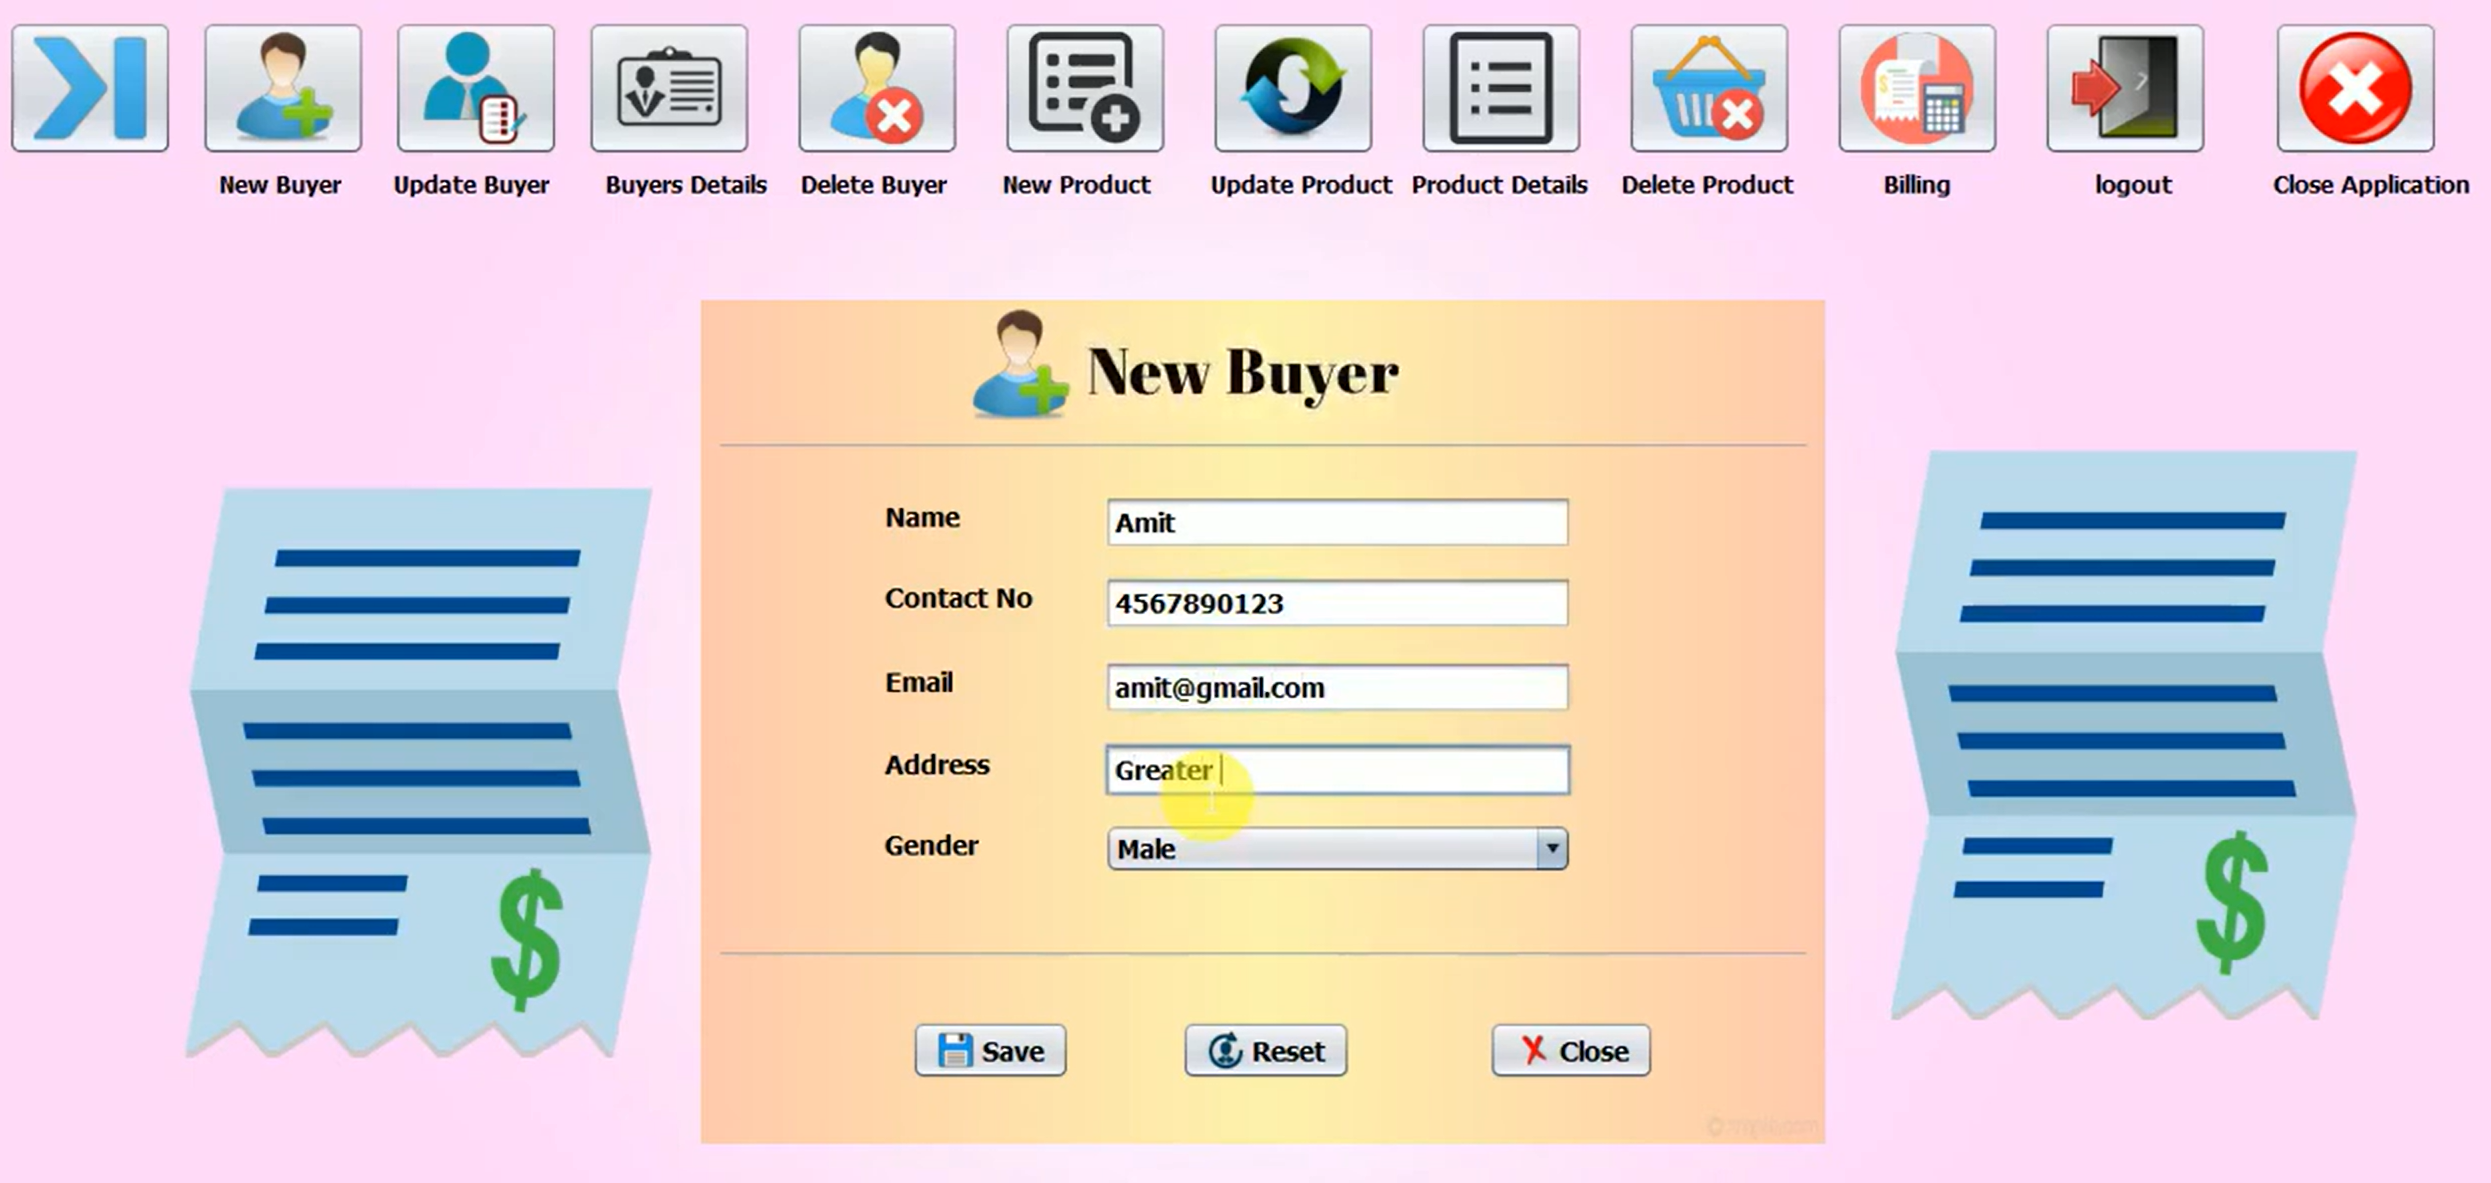 New Buyer
Update Buyer
Buyers Details
Delete Buyer
New Product
Update Product
Product Details
Delete Product
Billing
logout
Close Application
New Buyer
Name
Amit
Contact No
4567890123
Email
amit@gmail.com
Address
Greater
Gender
Male
Save
Reset
Close